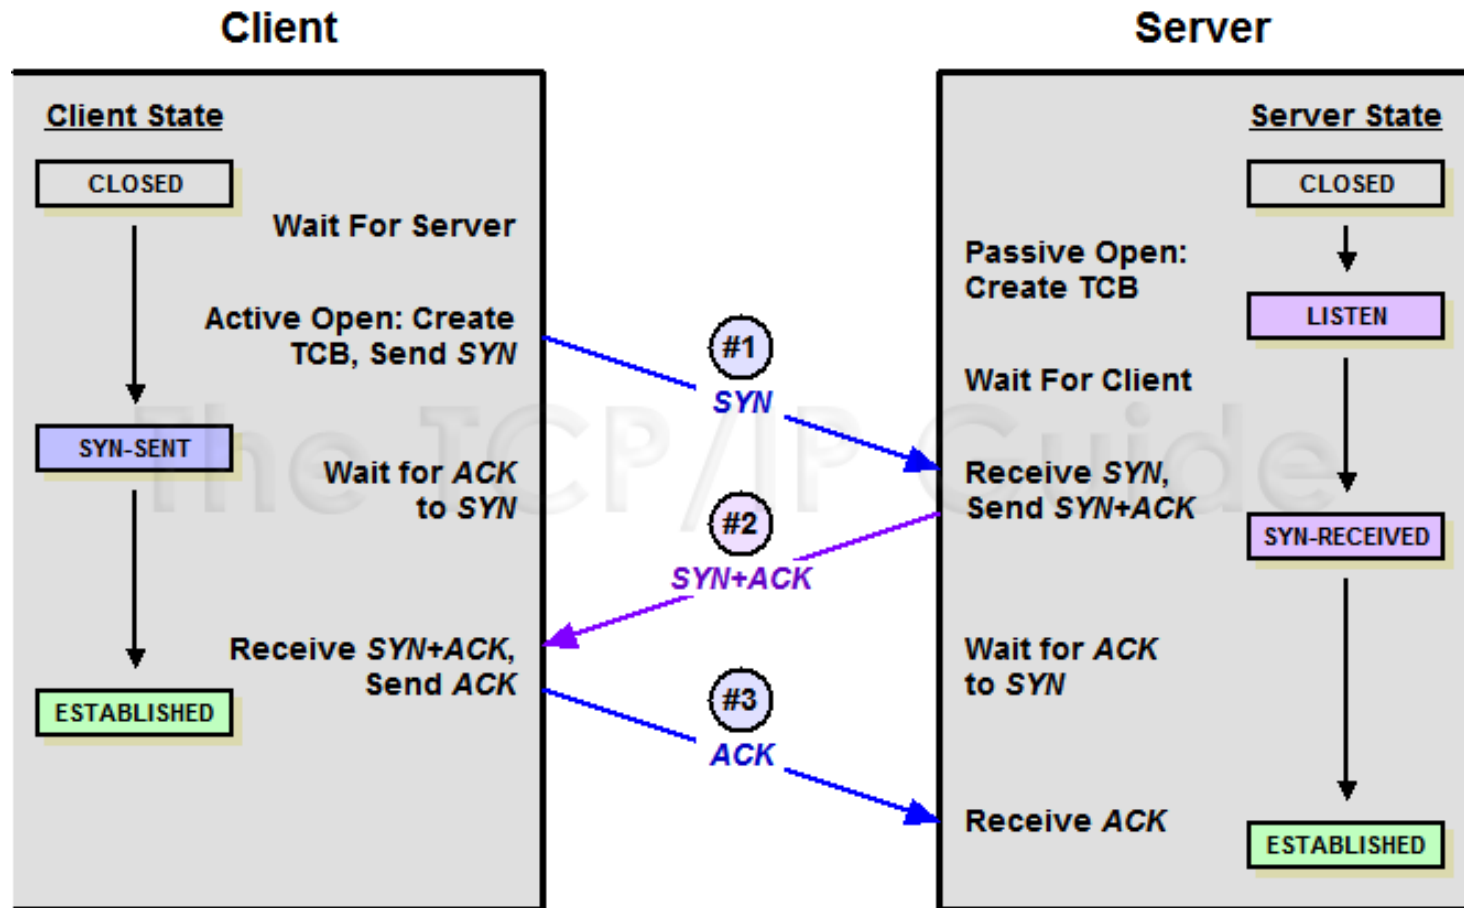 Client
Server
Client State
CLOSED
Wait For Server
Active Open: Create
TCB, Send SYN
SYN-SENT
Wait for ACK
to SYN
Receive SYN+ACK,
Send ACK
ESTABLISHED
#1
SYN
#2
SYN+ACK
#3
ACK
Server State
CLOSED
Passive Open:
Create TCB
LISTEN
Wait For Client
Receive SYN,
Send SYN+ACK
SYN-RECEIVED
Wait for ACK
to SYN
Receive ACK
ESTABLISHED
The TCP/IP Guide